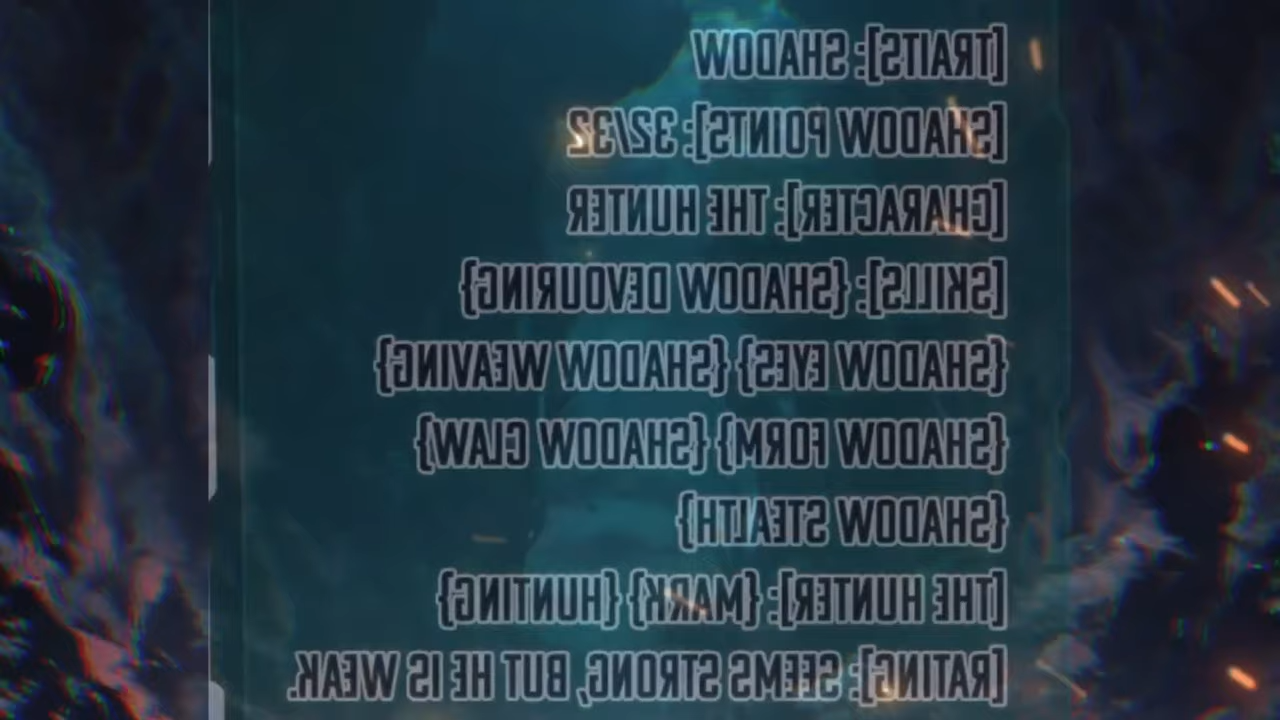 [TRAITS]: SHADOW
[SHADOW POINTS]: 32/32
[CHARACTER]: THE HUNTER
[SKILLS]: {SHADOW DEVOURING}
{SHADOW EYES} {SHADOW WEAVING}
{SHADOW FORM} {SHADOW CLAW}
{SHADOW STEALTH}
[THE HUNTER]: {MARK} {HUNTING}
[RATING]: SEEMS STRONG, BUT HE IS WEAK.